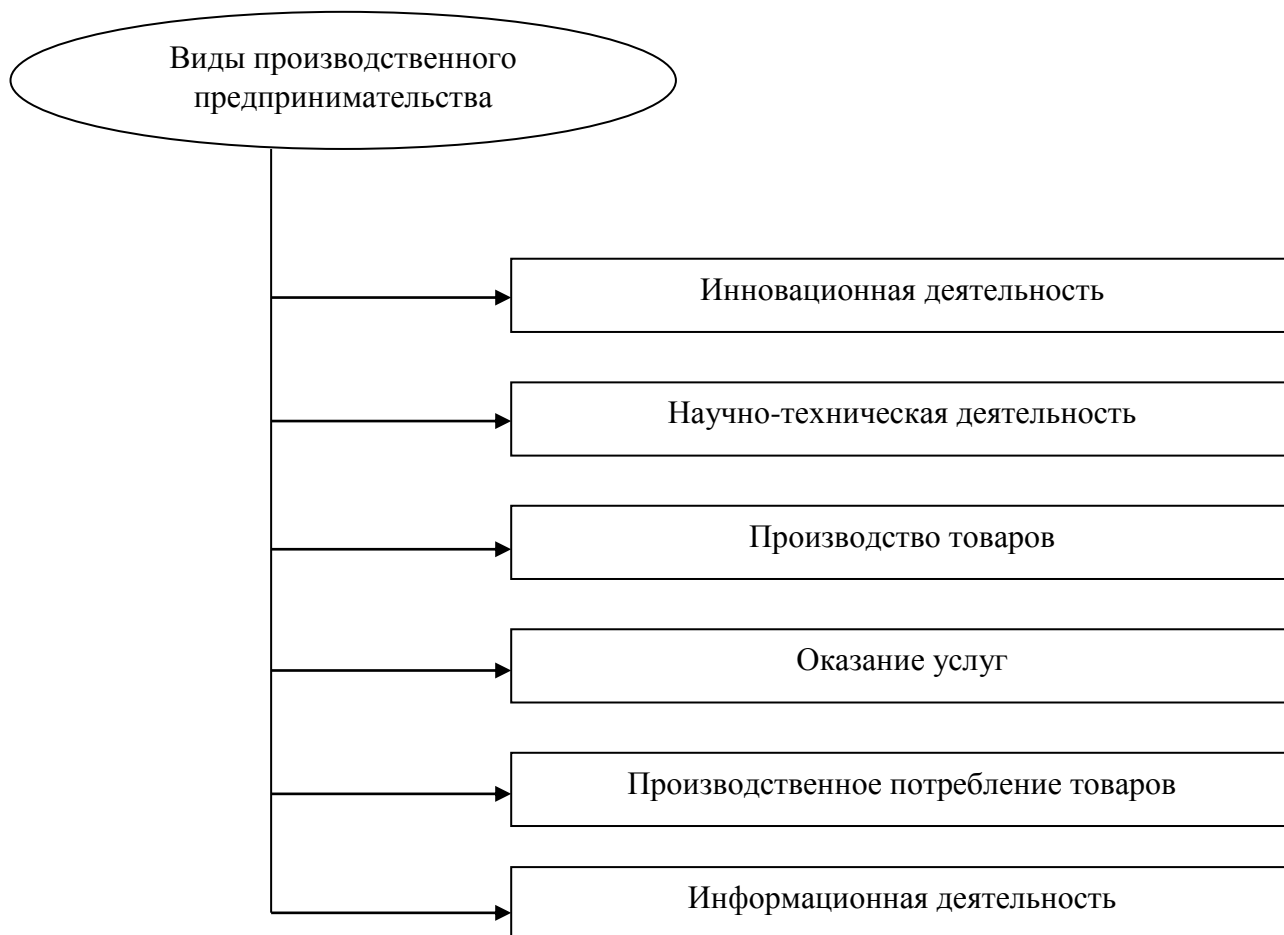 Виды производственного
предпринимательства
Инновационная деятельность
Научно-техническая деятельность
Производство товаров
Оказание услуг
Производственное потребление товаров
Информационная деятельность